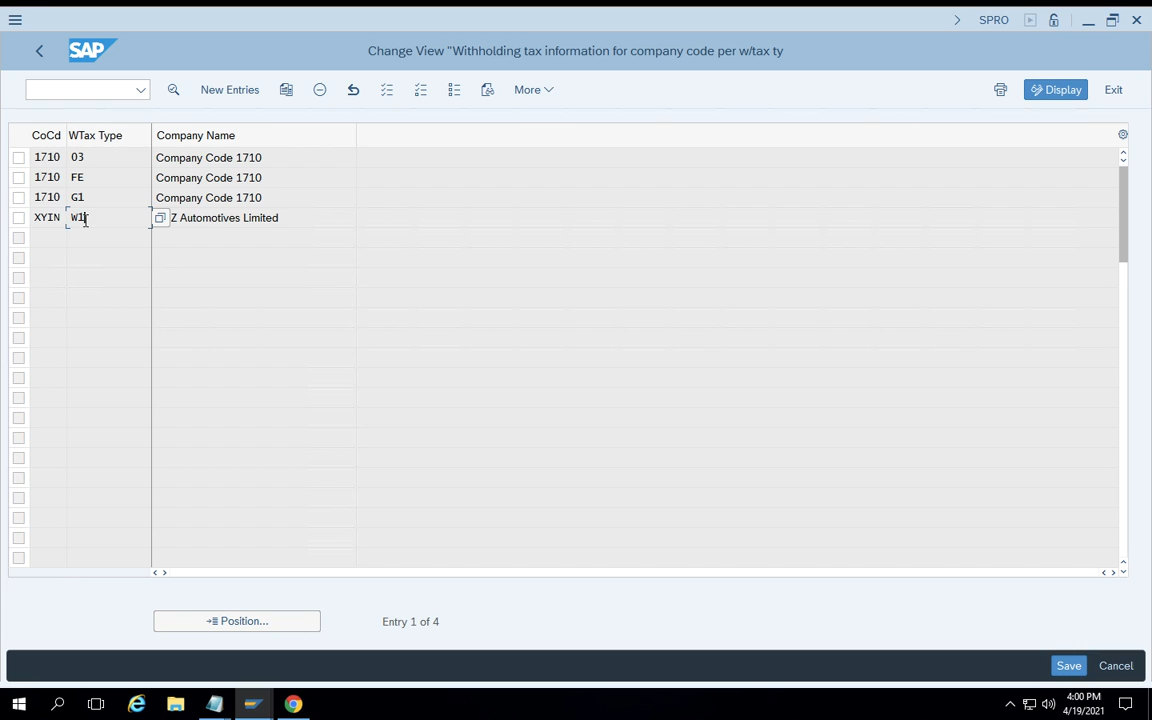 SPRO
SAP
Change View "Withholding tax information for company code per w/tax ty
New Entries
More
Display
Exit
CoCd WTax Type Company Name
1710 03 Company Code 1710
1710 FE Company Code 1710
1710 G1 Company Code 1710
XYIN W1 Z Automotives Limited
Position...
Entry 1 of 4
Save
Cancel
4:00 PM
4/19/2021